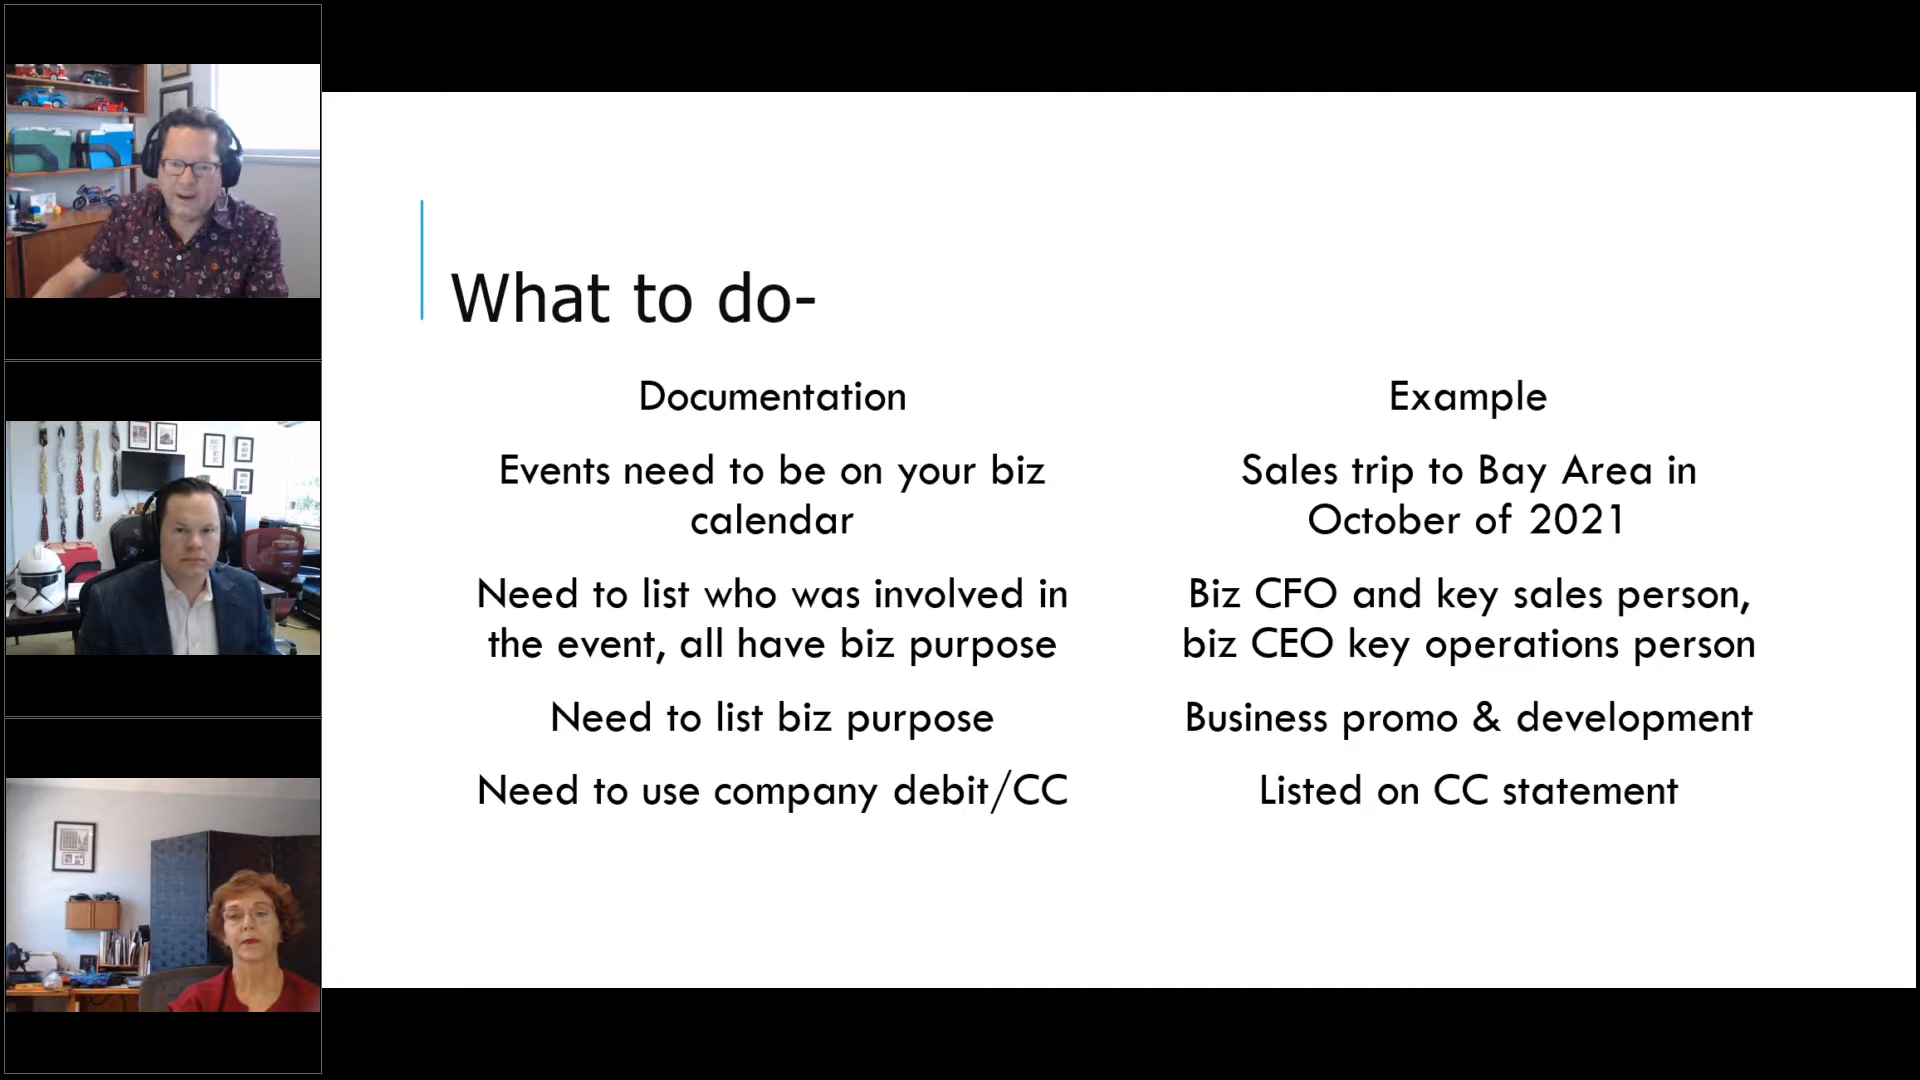 What to do-
Documentation
Events need to be on your biz
calendar
Need to list who was involved in
the event, all have biz purpose
Need to list biz purpose
Need to use company debit/CC
Example
Sales trip to Bay Area in
October of 2021
Biz CFO and key sales person,
biz CEO key operations person
Business promo & development
Listed on CC statement